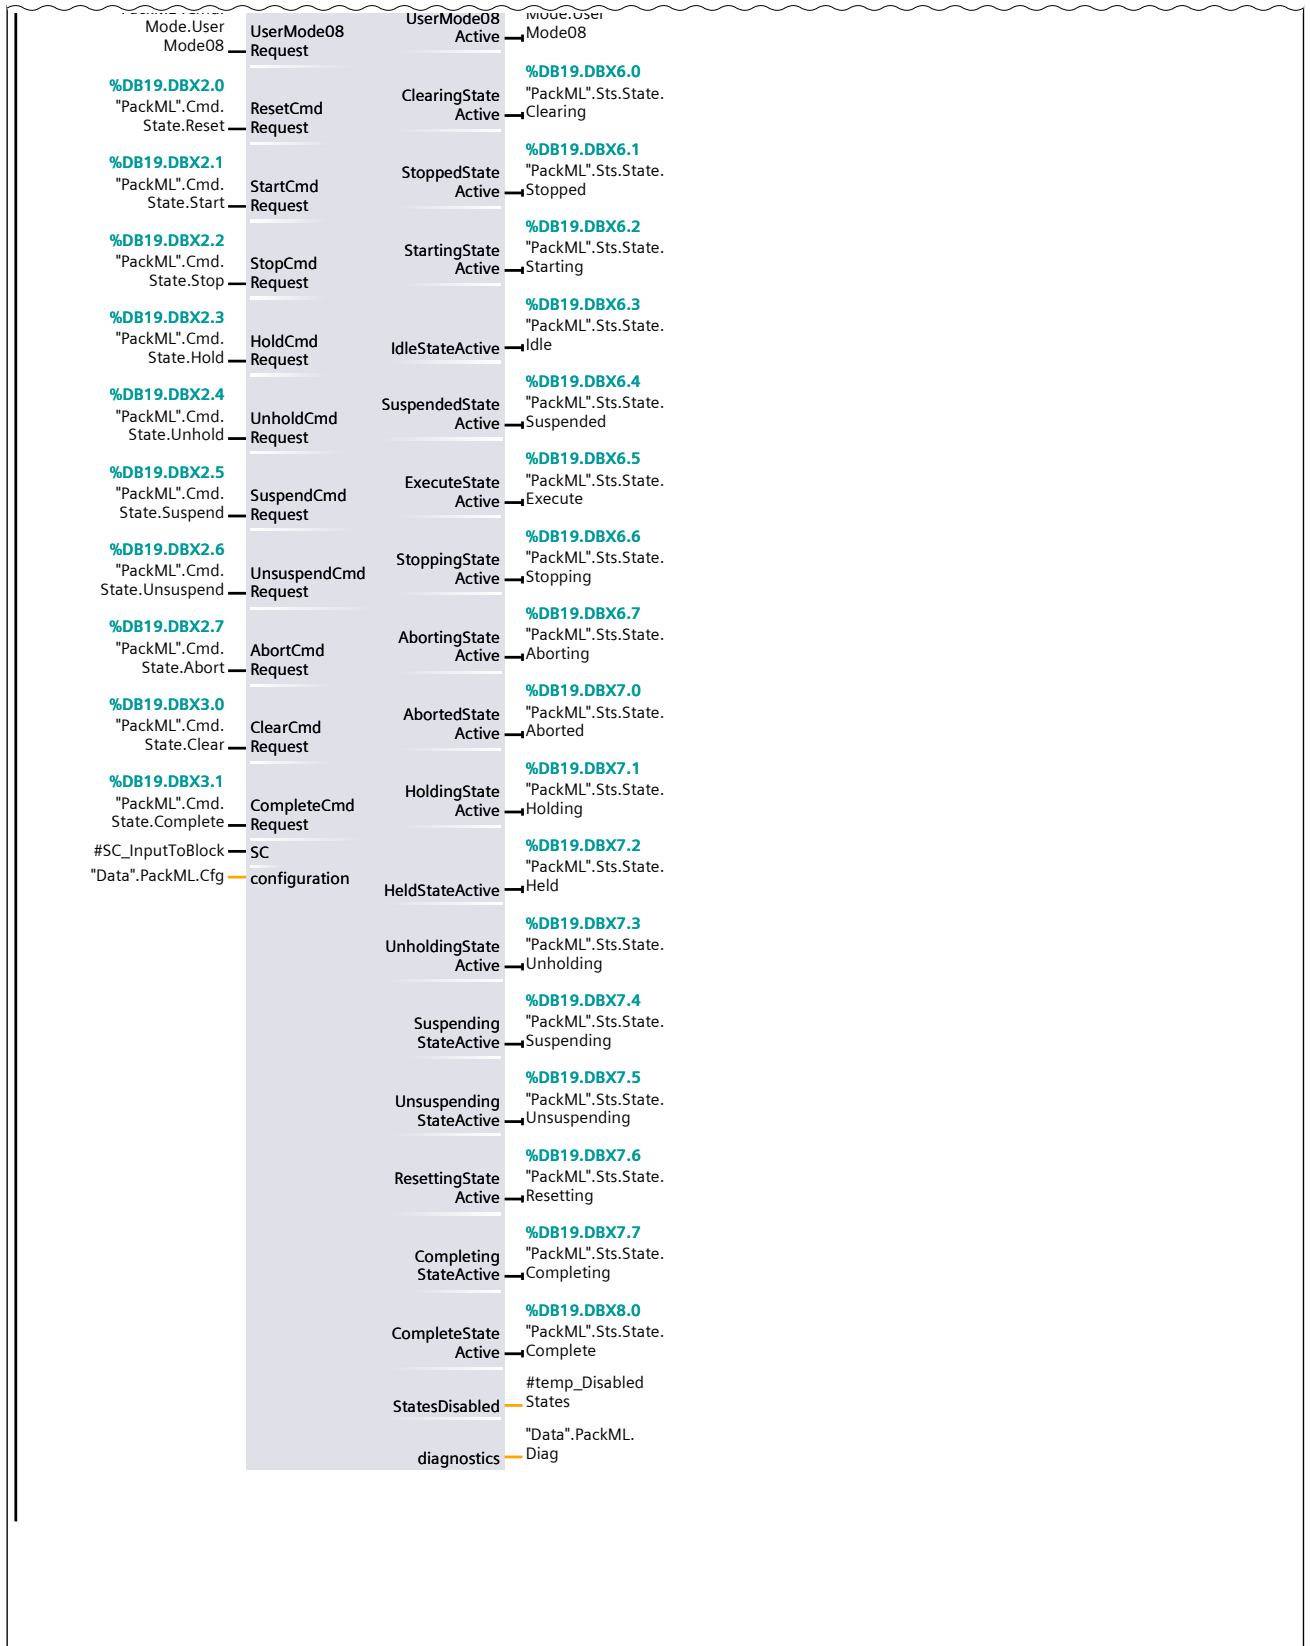 Mode.User
Mode08
UserMode08
Request
UserMode08
Active
Mode.User
Mode08
%DB19.DBX2.0
"PackML".Cmd.
State.Reset
ResetCmd
Request
ClearingState
Active
%DB19.DBX6.0
"PackML".Sts.State.
Clearing
%DB19.DBX2.1
"PackML".Cmd.
State.Start
StartCmd
Request
StoppedState
Active
%DB19.DBX6.1
"PackML".Sts.State.
Stopped
%DB19.DBX2.2
"PackML".Cmd.
State.Stop
StopCmd
Request
StartingState
Active
%DB19.DBX6.2
"PackML".Sts.State.
Starting
%DB19.DBX2.3
"PackML".Cmd.
State.Hold
HoldCmd
Request
IdleStateActive
%DB19.DBX6.3
"PackML".Sts.State.
Idle
%DB19.DBX2.4
"PackML".Cmd.
State.Unhold
UnholdCmd
Request
SuspendedState
Active
%DB19.DBX6.4
"PackML".Sts.State.
Suspended
%DB19.DBX2.5
"PackML".Cmd.
State.Suspend
SuspendCmd
Request
ExecuteState
Active
%DB19.DBX6.5
"PackML".Sts.State.
Execute
%DB19.DBX2.6
"PackML".Cmd.
State.Unsuspend
UnsuspendCmd
Request
StoppingState
Active
%DB19.DBX6.6
"PackML".Sts.State.
Stopping
%DB19.DBX2.7
"PackML".Cmd.
State.Abort
AbortCmd
Request
AbortingState
Active
%DB19.DBX6.7
"PackML".Sts.State.
Aborting
%DB19.DBX3.0
"PackML".Cmd.
State.Clear
ClearCmd
Request
AbortedState
Active
%DB19.DBX7.0
"PackML".Sts.State.
Aborted
%DB19.DBX3.1
"PackML".Cmd.
State.Complete
CompleteCmd
Request
HoldingState
Active
%DB19.DBX7.1
"PackML".Sts.State.
Holding
#SC_InputToBlock
SC
"Data".PackML.Cfg
configuration
HeldStateActive
%DB19.DBX7.2
"PackML".Sts.State.
Held
UnholdingState
Active
%DB19.DBX7.3
"PackML".Sts.State.
Unholding
Suspending
StateActive
%DB19.DBX7.4
"PackML".Sts.State.
Suspending
Unsuspending
StateActive
%DB19.DBX7.5
"PackML".Sts.State.
Unsuspending
ResettingState
Active
%DB19.DBX7.6
"PackML".Sts.State.
Resetting
Completing
StateActive
%DB19.DBX7.7
"PackML".Sts.State.
Completing
CompleteState
Active
%DB19.DBX8.0
"PackML".Sts.State.
Complete
StatesDisabled
#temp_Disabled
States
diagnostics
"Data".PackML.
Diag